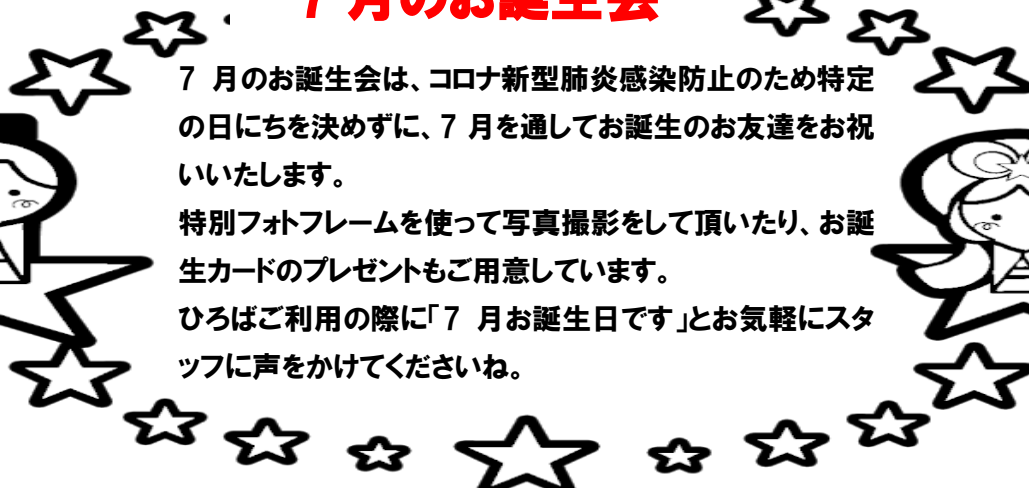 7 月のお誕生会
7 月のお誕生会は、コロナ新型肺炎感染防止のため特定
の日にちを決めずに、7 月を通してお誕生のお友達をお祝
いいたします。
特別フォトフレームを使って写真撮影をして頂いたり、お誕
生カードのプレゼントもご用意しています。
ひろばご利用の際に「7 月お誕生日です」とお気軽にスタ
ッフに声をかけてくださいね。